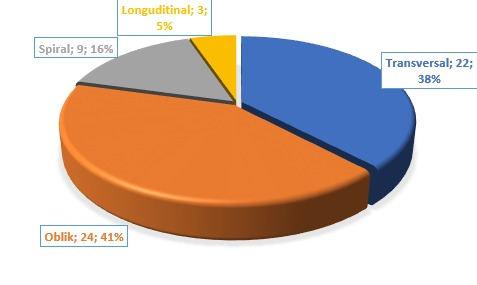 Longuditinal; 3;
5%
Spiral; 9; 16%
Transversal; 22;
38%
Oblik; 24; 41%